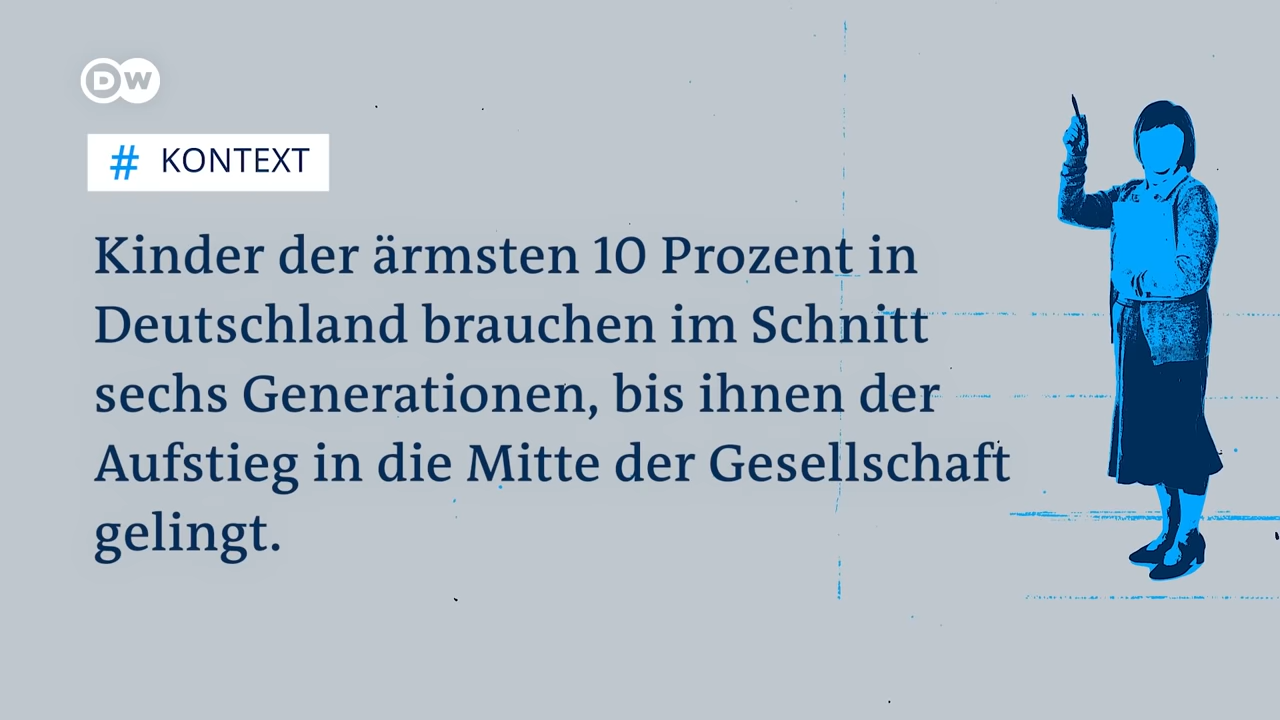 DW
# KONTEXT
Kinder der ärmsten 10 Prozent in
Deutschland brauchen im Schnitt
sechs Generationen, bis ihnen der
Aufstieg in die Mitte der Gesellschaft
gelingt.